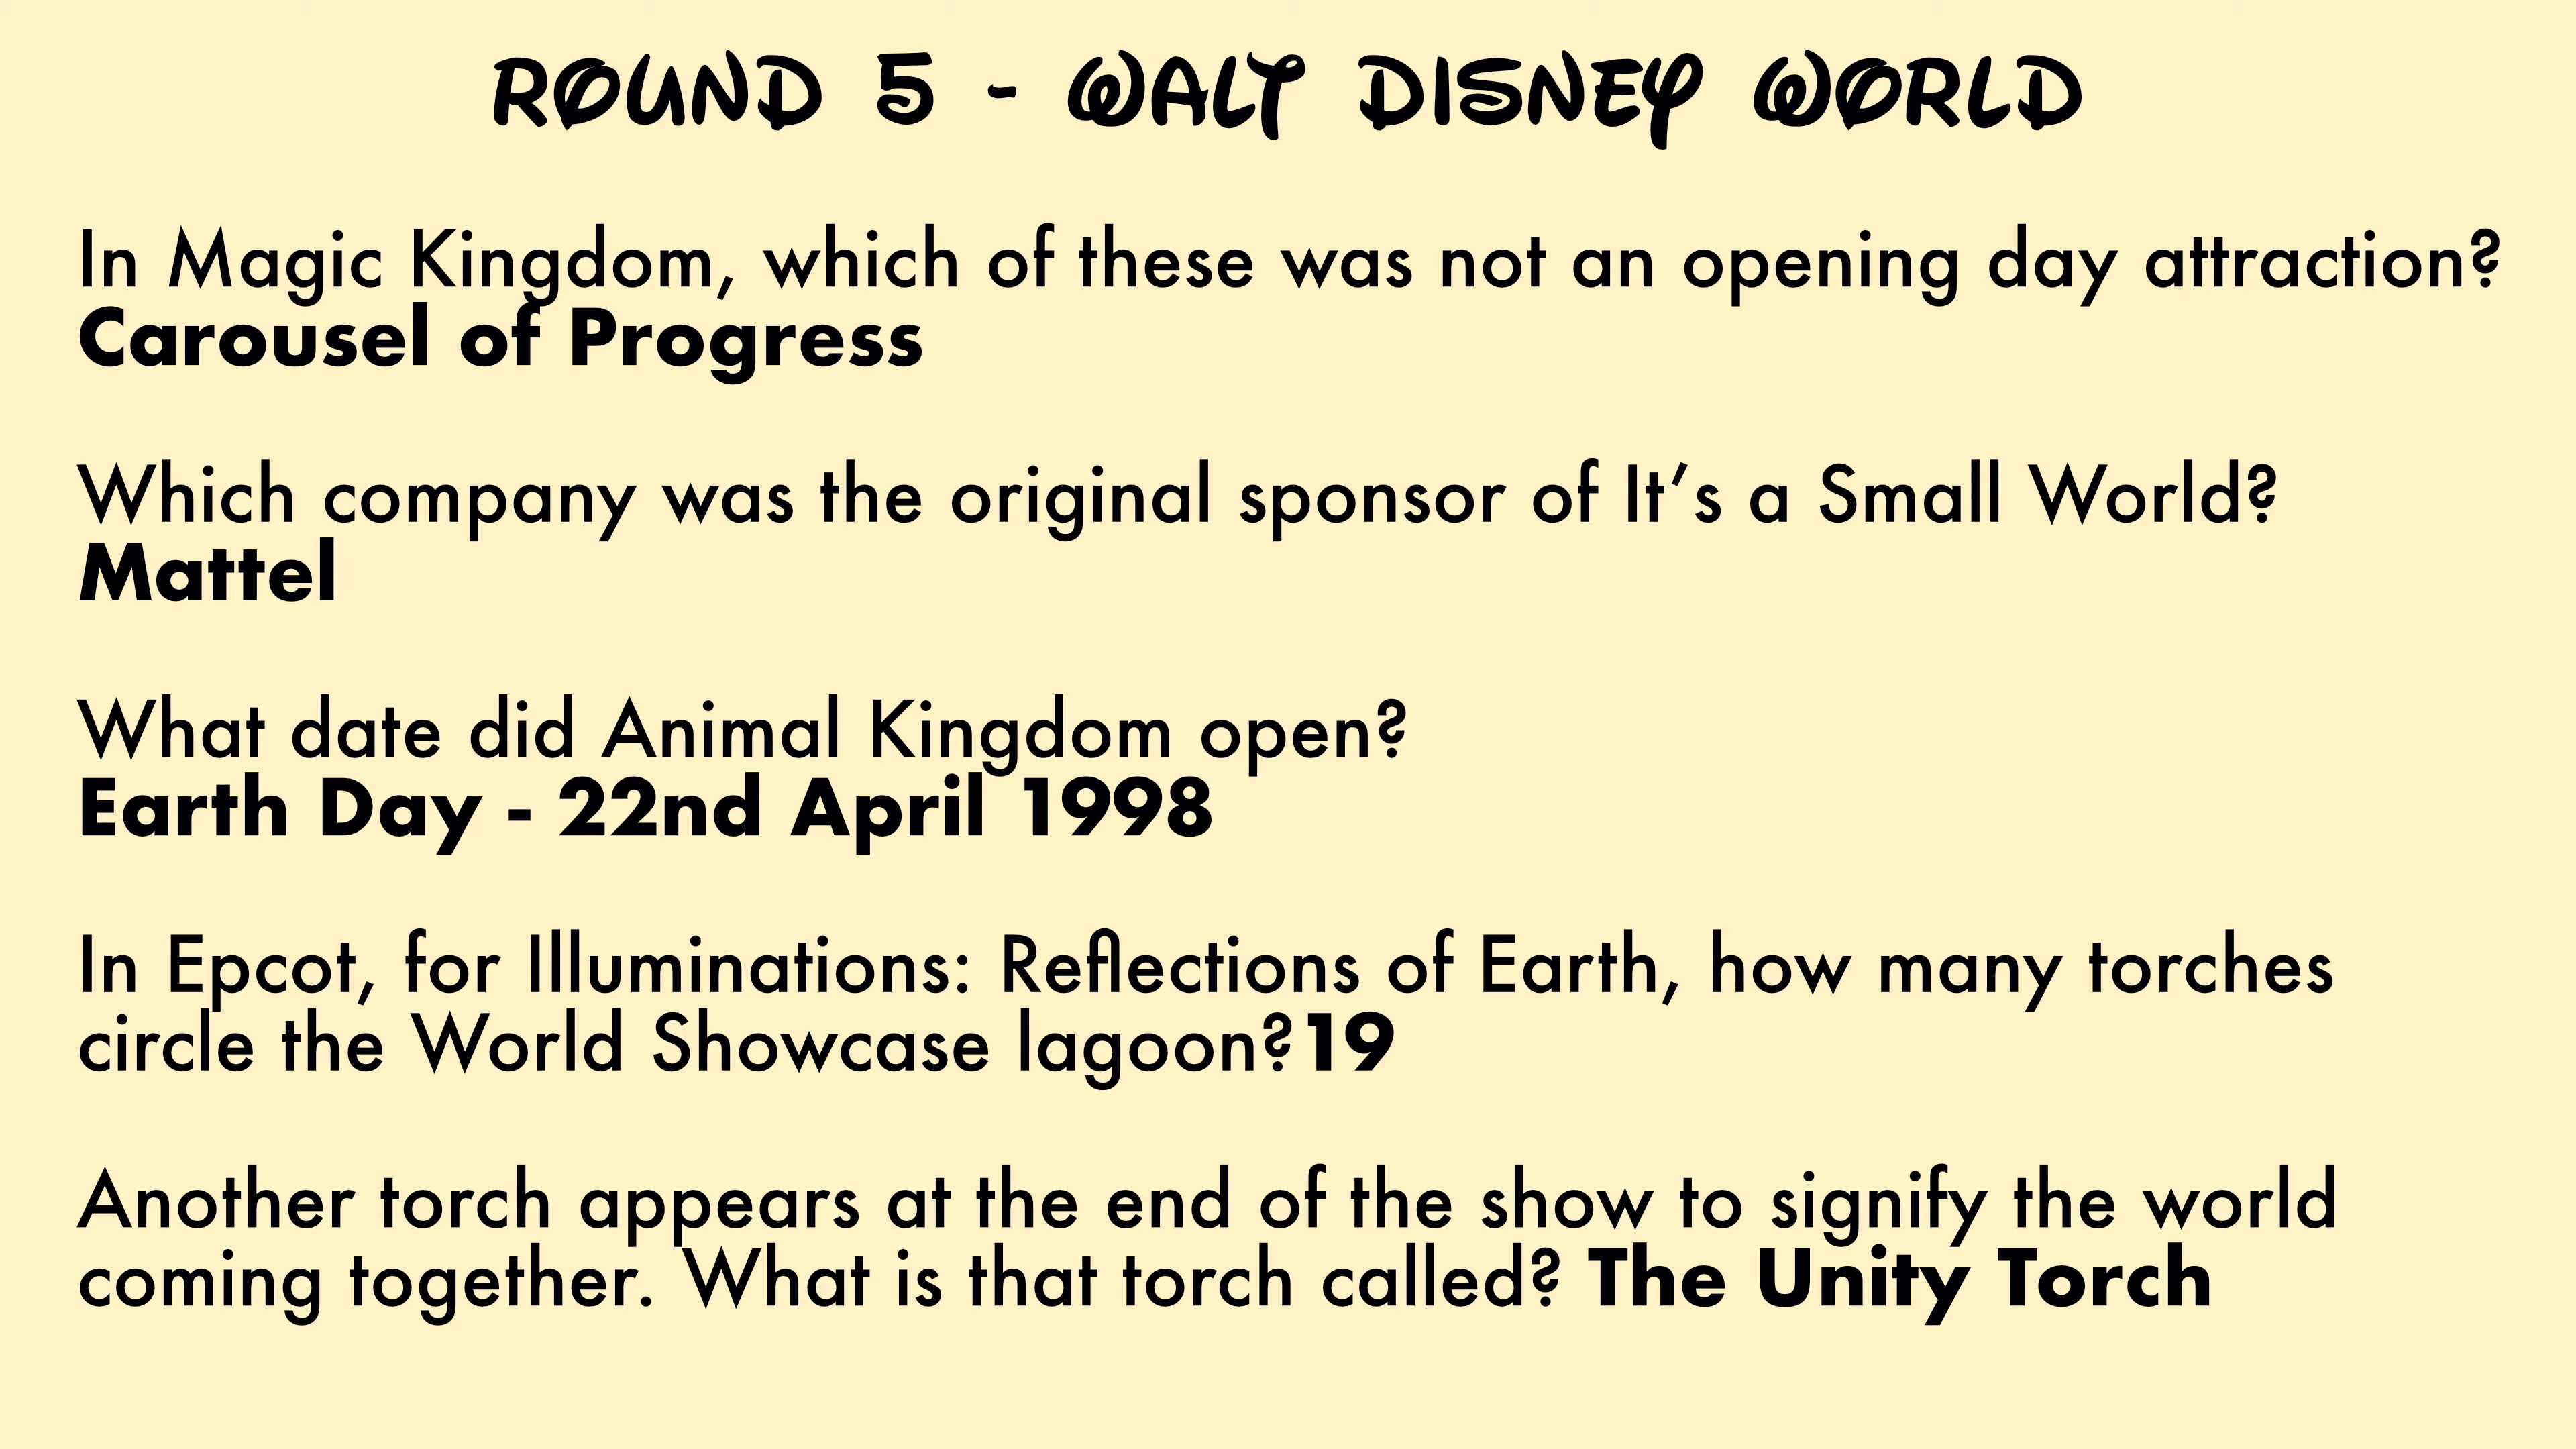 ROUND 5 - WALT DISNEY WORLD
In Magic Kingdom, which of these was not an opening day attraction?
Carousel of Progress
Which company was the original sponsor of It’s a Small World?
Mattel
What date did Animal Kingdom open?
Earth Day - 22nd April 1998
In Epcot, for Illuminations: Reflections of Earth, how many torches
circle the World Showcase lagoon?19
Another torch appears at the end of the show to signify the world
coming together. What is that torch called? The Unity Torch